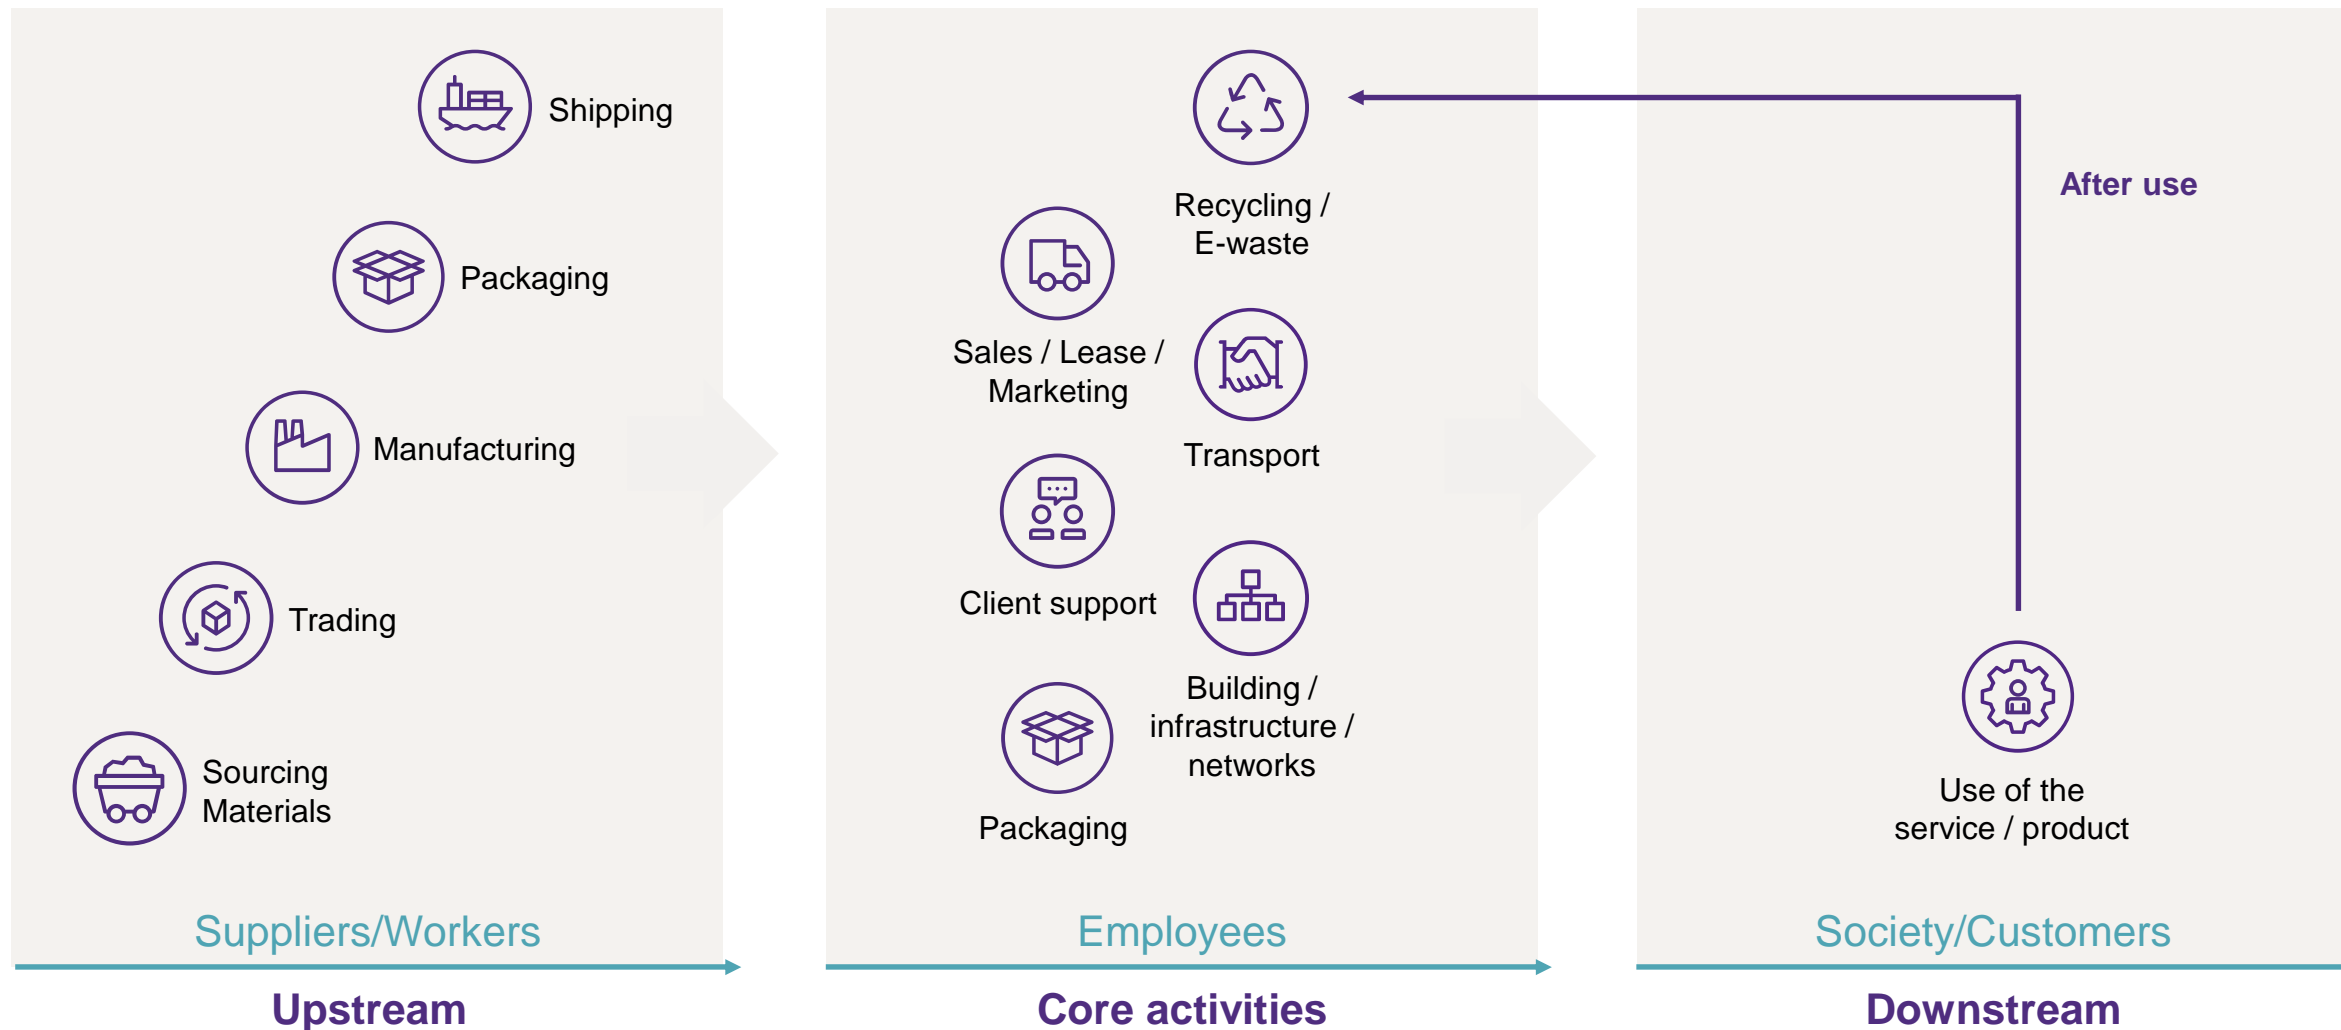 Shipping
Packaging
Manufacturing
Trading
Sourcing
Materials
Suppliers/Workers
Upstream
Recycling /
E-waste
Sales / Lease /
Marketing
Transport
Client support
Building /
infrastructure /
networks
Packaging
Employees
Core activities
After use
Use of the
service / product
Society/Customers
Downstream